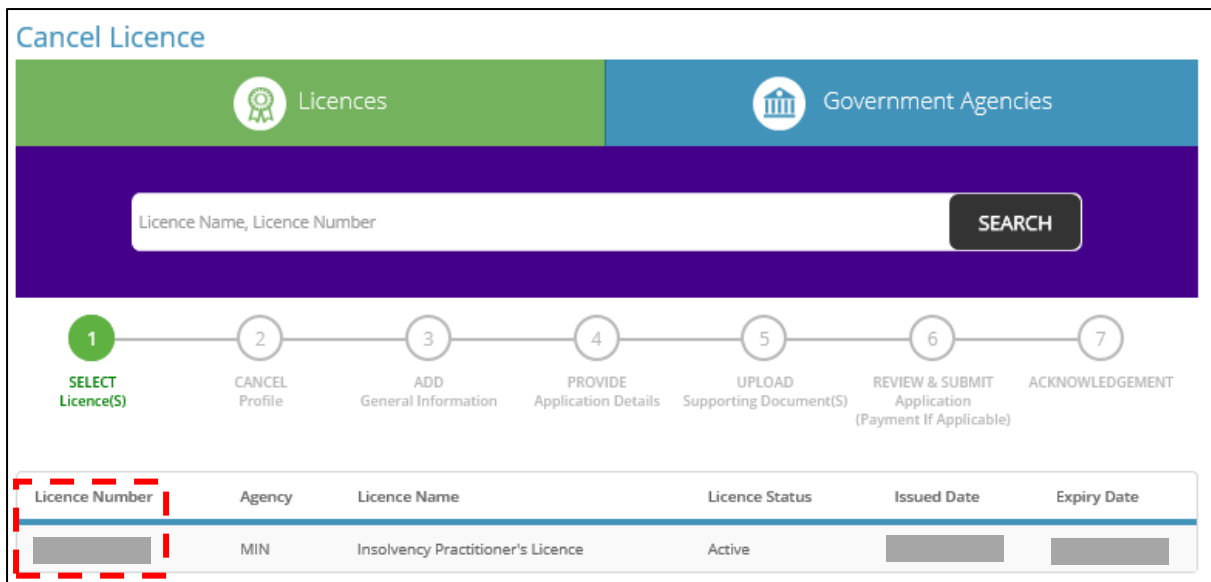 Cancel Licence
Licences
Government Agencies
Licence Name, Licence Number
SEARCH
1 2 3 4 5 6 7
SELECT CANCEL ADD PROVIDE UPLOAD REVIEW & SUBMIT ACKNOWLEDGEMENT
Licence(S) Profile General Information Application Details Supporting Document(S) Application
(Payment If Applicable)
Licence Number Agency Licence Name Licence Status Issued Date Expiry Date
MIN Insolvency Practitioner's Licence Active